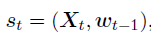 s_t = (X_t, w_{t−1}),